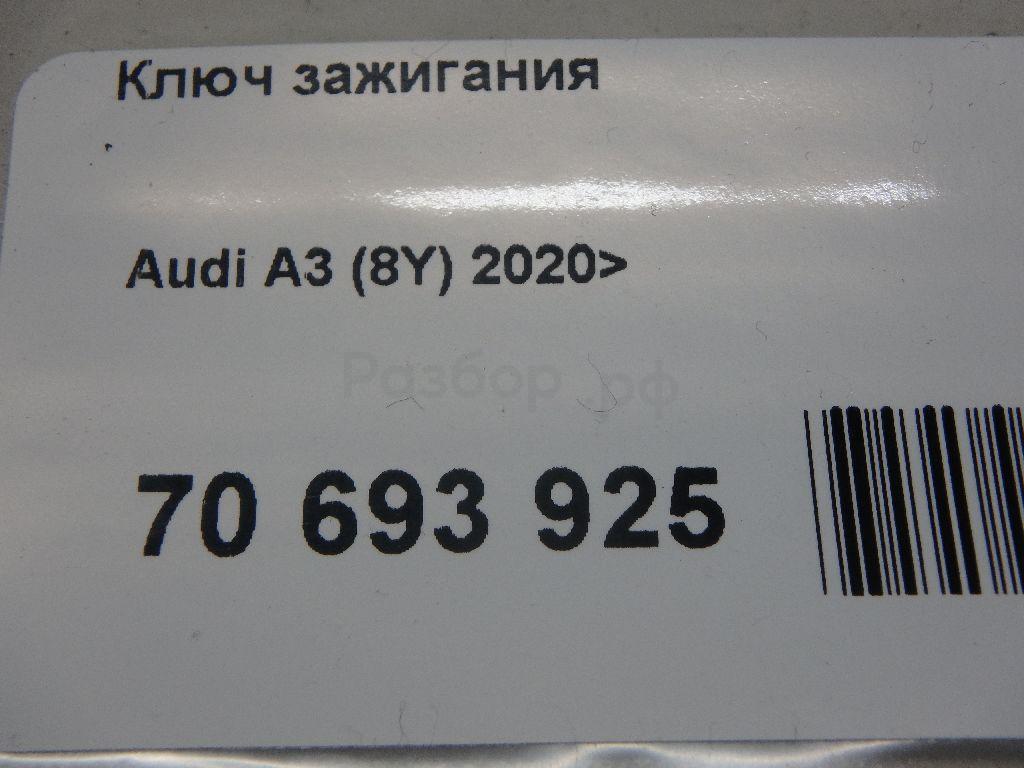 Ключ зажигания
Audi A3 (8Y) 2020>
Разбор.рф
70 693 925